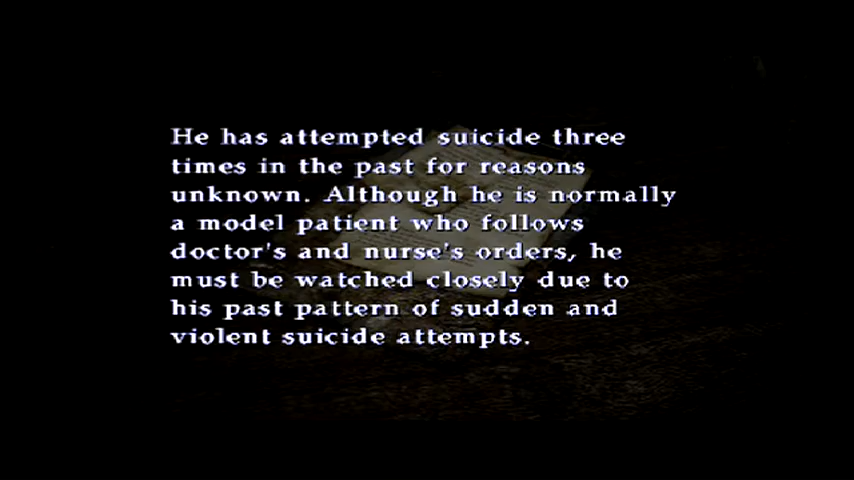 He has attempted suicide three
times in the past for reasons
unknown. Although he is normally
a model patient who follows
doctor's and nurse's orders, he
must be watched closely due to
his past pattern of sudden and
violent suicide attempts.